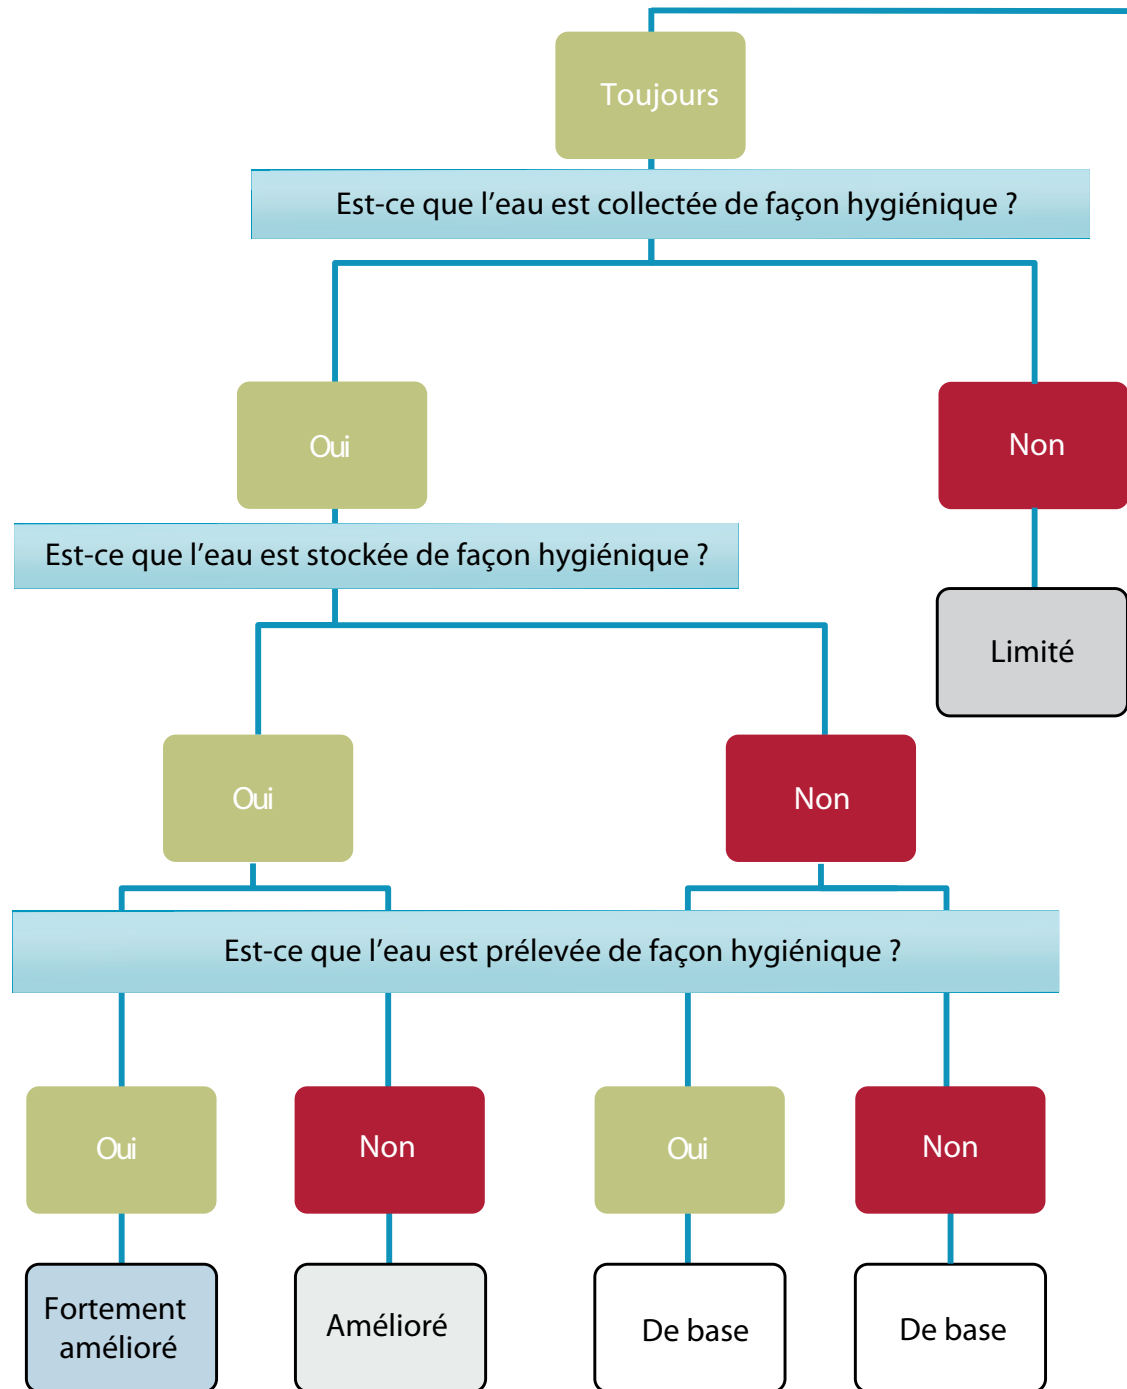 Toujours
Est-ce que l’eau est collectée de façon hygiénique ?
Oui
Non
Est-ce que l’eau est stockée de façon hygiénique ?
Limité
Oui
Non
Est-ce que l’eau est prélevée de façon hygiénique ?
Oui
Non
Oui
Non
Fortement
amélioré
Amélioré
De base
De base